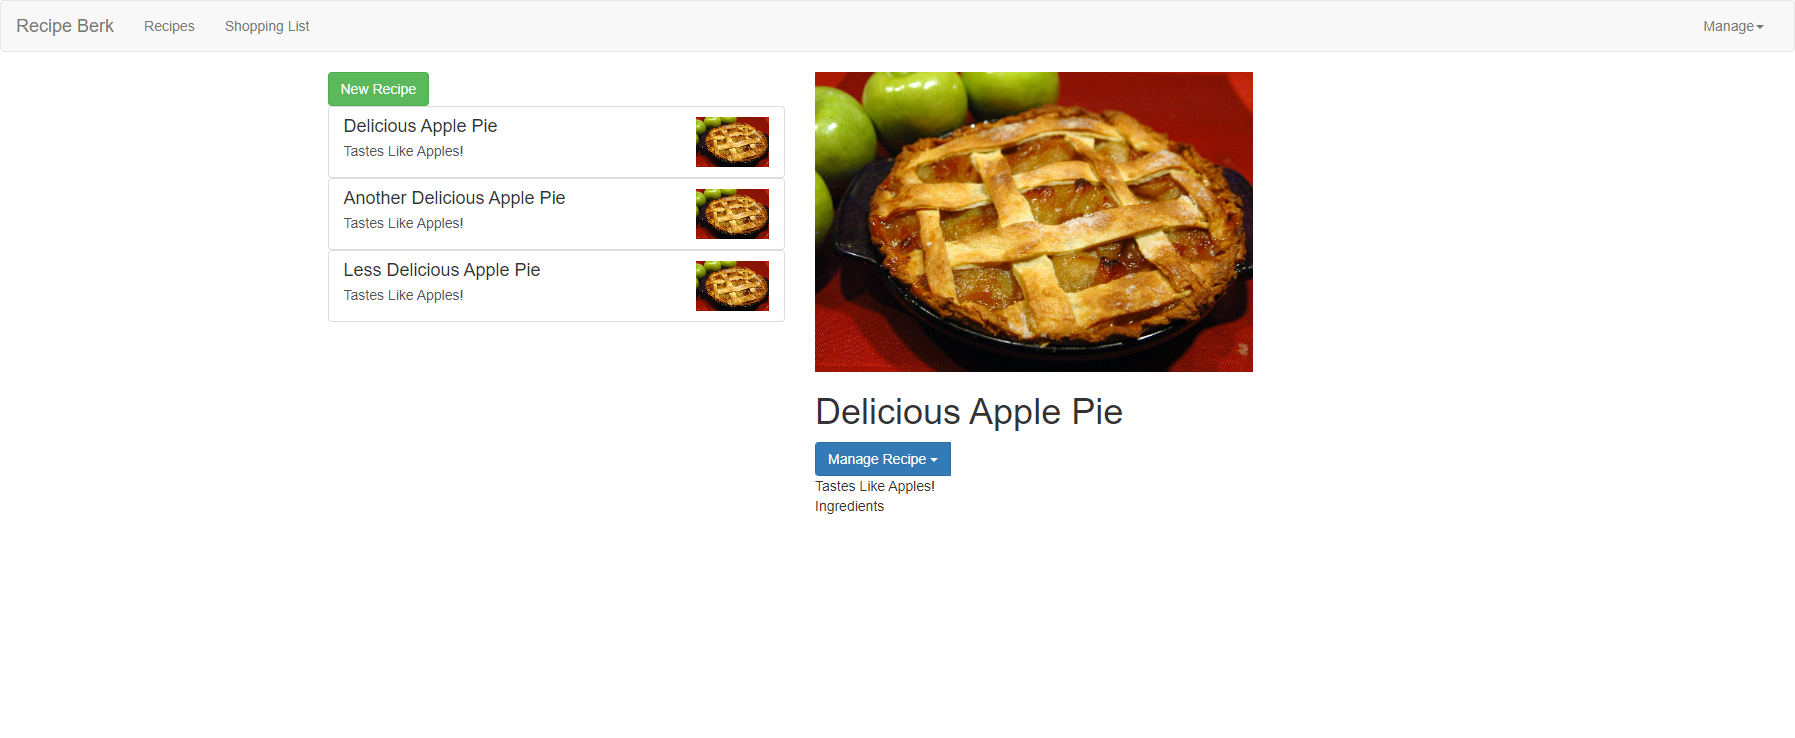 Recipe Berk Recipes Shopping List Manage
New Recipe
Delicious Apple Pie
Tastes Like Apples!
Another Delicious Apple Pie
Tastes Like Apples!
Less Delicious Apple Pie
Tastes Like Apples!
Delicious Apple Pie
Manage Recipe
Tastes Like Apples!
Ingredients